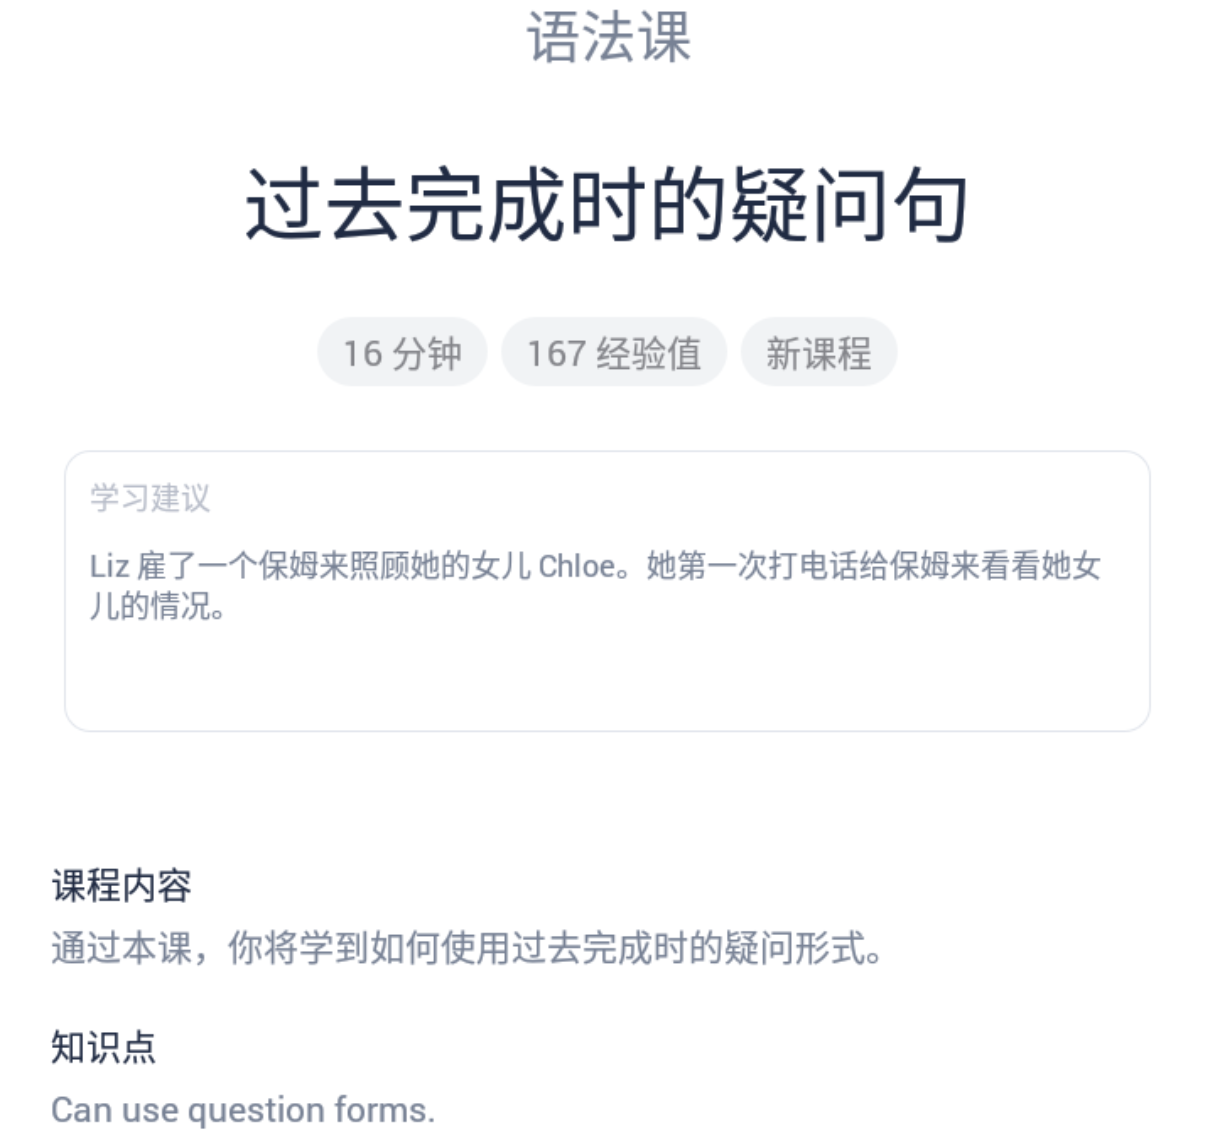 语法课
过去完成时的疑问句
16 分钟
167 经验值
新课程
学习建议
Liz 雇了一个保姆来照顾她的女儿 Chloe。她第一次打电话给保姆来看看她女
儿的情况。
课程内容
通过本课，你将学到如何使用过去完成时的疑问形式。
知识点
Can use question forms.